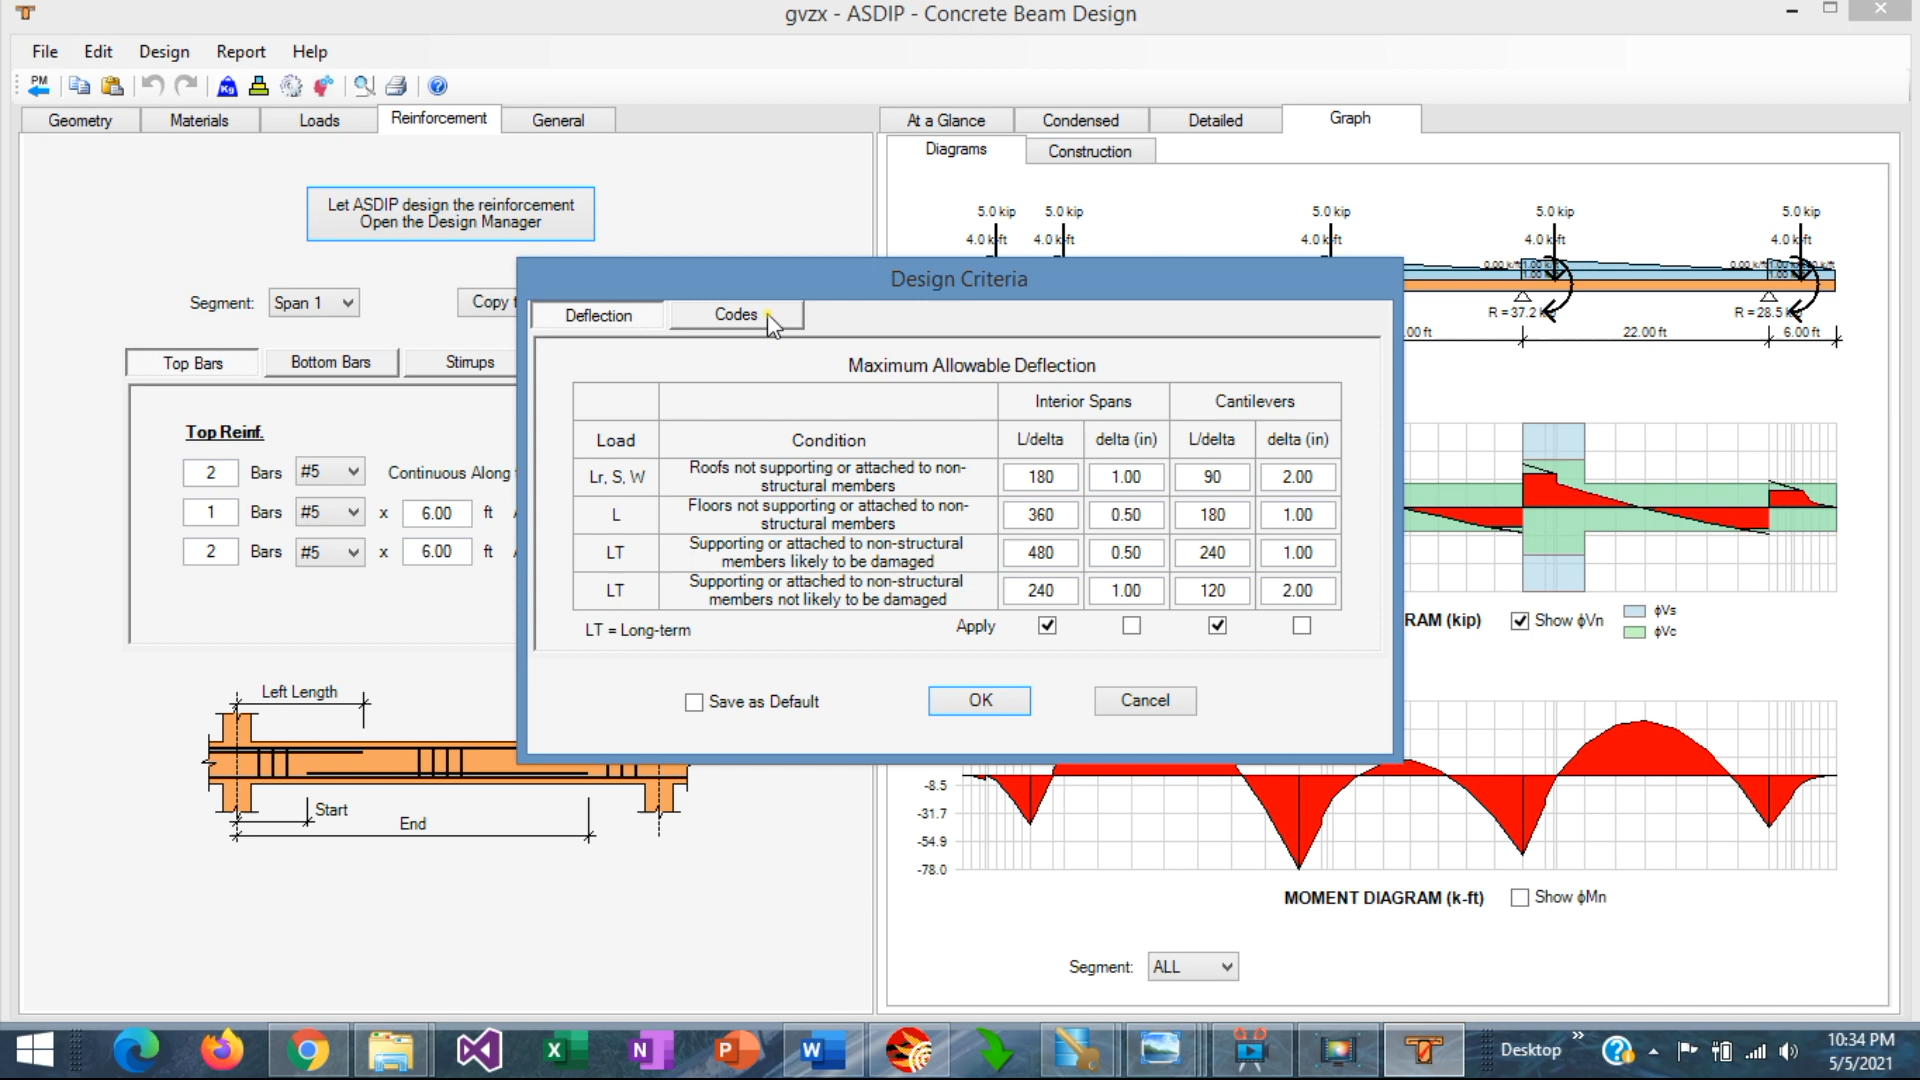 gvzx - ASDIP - Concrete Beam Design
File Edit Design Report Help
PM
Kg
Geometry Materials Loads Reinforcement General
At a Glance Condensed Detailed Graph
Diagrams Construction
Let ASDIP design the reinforcement
Open the Design Manager
Segment: Span 1
Copy t
Top Bars Bottom Bars Stirrups
Top Reinf.
2 Bars #5 Continuous Along
1 Bars #5 x 6.00 ft
2 Bars #5 x 6.00 ft
Left Length
Start
End
5.0 kip 5.0 kip 5.0 kip 5.0 kip 5.0 kip
4.0 k-ft 4.0 k-ft 4.0 k-ft 4.0 k-ft 4.0 k-ft
R = 37.2 R = 28.5
.00 ft 22.00 ft 6.00 ft
Design Criteria
Deflection Codes
Maximum Allowable Deflection
Interior Spans Cantilevers
Load Condition L/delta delta (in) L/delta delta (in)
Lr, S, W Roofs not supporting or attached to non-
structural members 180 1.00 90 2.00
L Floors not supporting or attached to non-
structural members 360 0.50 180 1.00
LT Supporting or attached to non-structural
members likely to be damaged 480 0.50 240 1.00
LT Supporting or attached to non-structural
members not likely to be damaged 240 1.00 120 2.00
LT = Long-term Apply
Save as Default OK Cancel
RAM (kip) Show ϕVn
ϕVs
ϕVc
-8.5
-31.7
-54.9
-78.0
MOMENT DIAGRAM (k-ft) Show ϕMn
Segment: ALL
Desktop
10:34 PM
5/5/2021